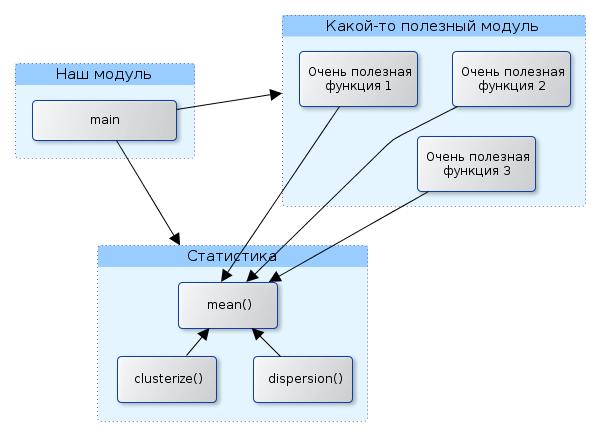 Какой-то полезный модуль
Очень полезная
функция 1
Очень полезная
функция 2
Очень полезная
функция 3
Наш модуль
main
Статистика
mean()
clusterize()
dispersion()